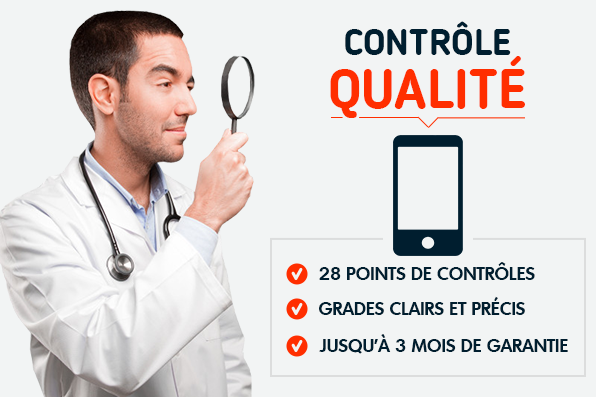 CONTRÔLE
QUALITÉ
28 POINTS DE CONTRÔLES
GRADES CLAIRS ET PRÉCIS
JUSQU'À 3 MOIS DE GARANTIE